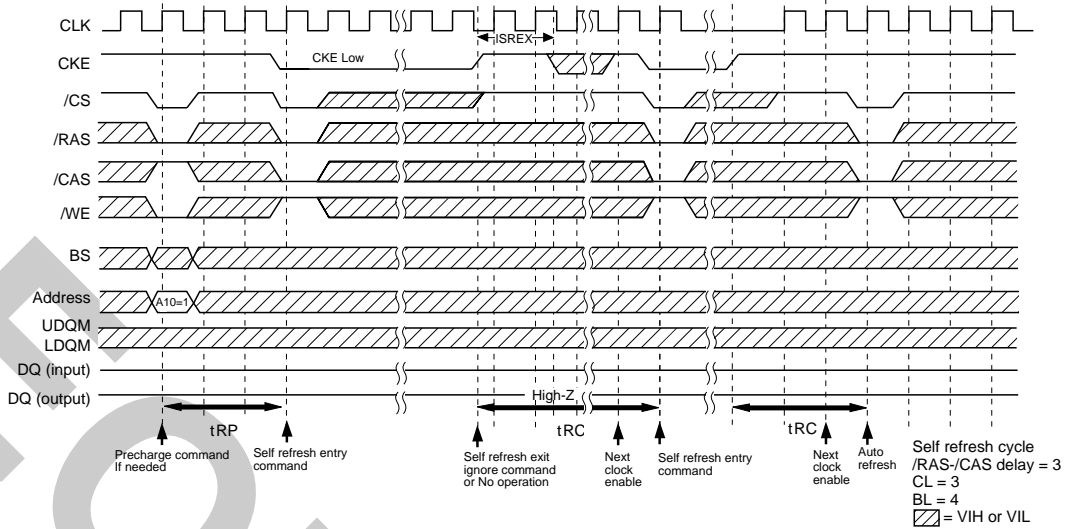 CLK
lSREX
CKE
CKE Low
/CS
/RAS
/CAS
/WE
BS
Address
A10=1
UDQM
LDQM
DQ (input)
DQ (output)
High-Z
tRP
tRC
tRC
Precharge command
If needed
Self refresh entry
command
Self refresh exit
ignore command
or No operation
Next
clock
enable
Self refresh entry
command
Next
clock
enable
Auto
refresh
Self refresh cycle
/RAS-/CAS delay = 3
CL = 3
BL = 4
= VIH or VIL